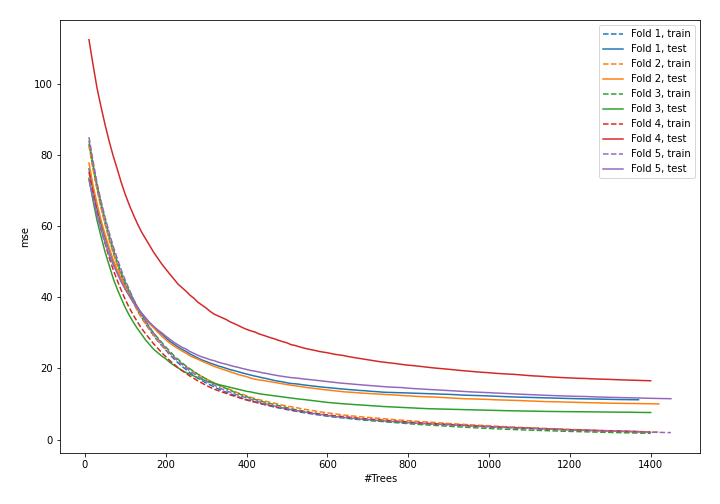 Fold 1, train
Fold 1, test
Fold 2, train
Fold 2, test
Fold 3, train
Fold 3, test
Fold 4, train
Fold 4, test
Fold 5, train
Fold 5, test
100
80
60
40
20
0
mse
0 200 400 600 800 1000 1200 1400
#Trees